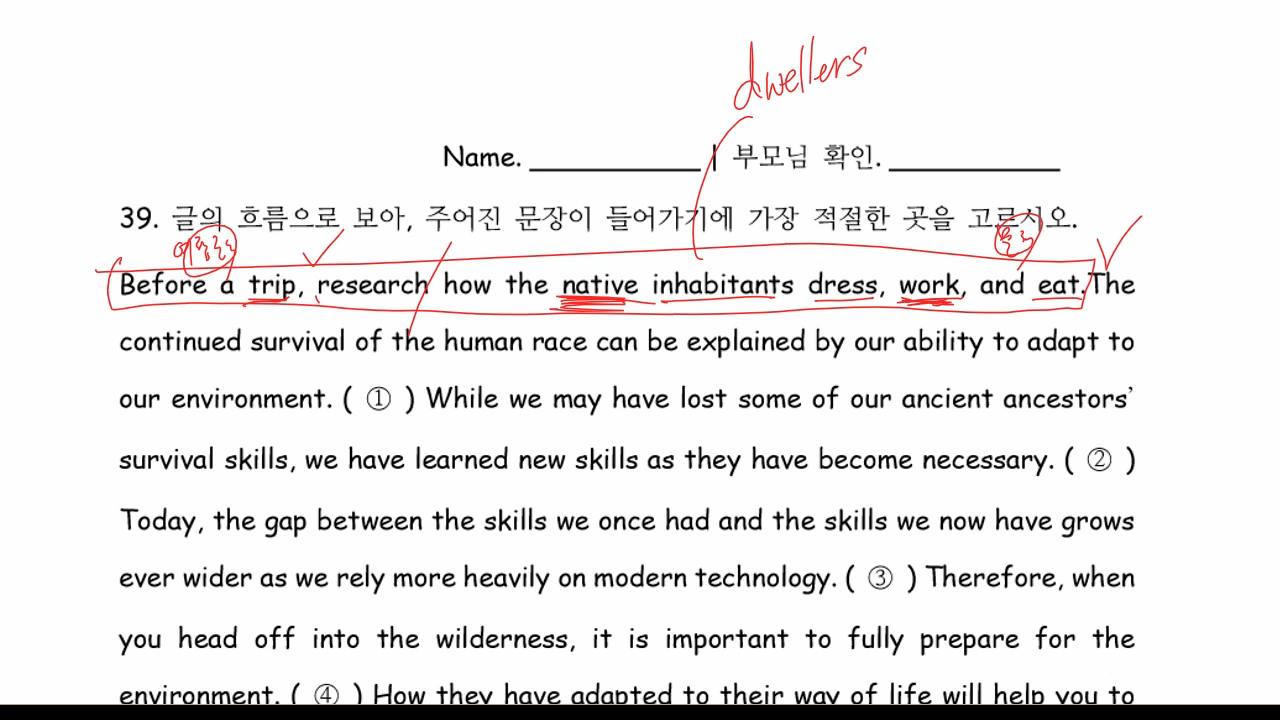 dwellers
Name. ____________ | 부모님 확인. ____________
39. 글의 흐름으로 보아, 주어진 문장이 들어가기에 가장 적절한 곳을 고르시오.
Before a trip, research how the native inhabitants dress, work, and eat. The
continued survival of the human race can be explained by our ability to adapt to
our environment. ( ① ) While we may have lost some of our ancient ancestors’
survival skills, we have learned new skills as they have become necessary. ( ② )
Today, the gap between the skills we once had and the skills we now have grows
ever wider as we rely more heavily on modern technology. ( ③ ) Therefore, when
you head off into the wilderness, it is important to fully prepare for the
environment. ( ④ ) How they have adapted to their way of life will help you to